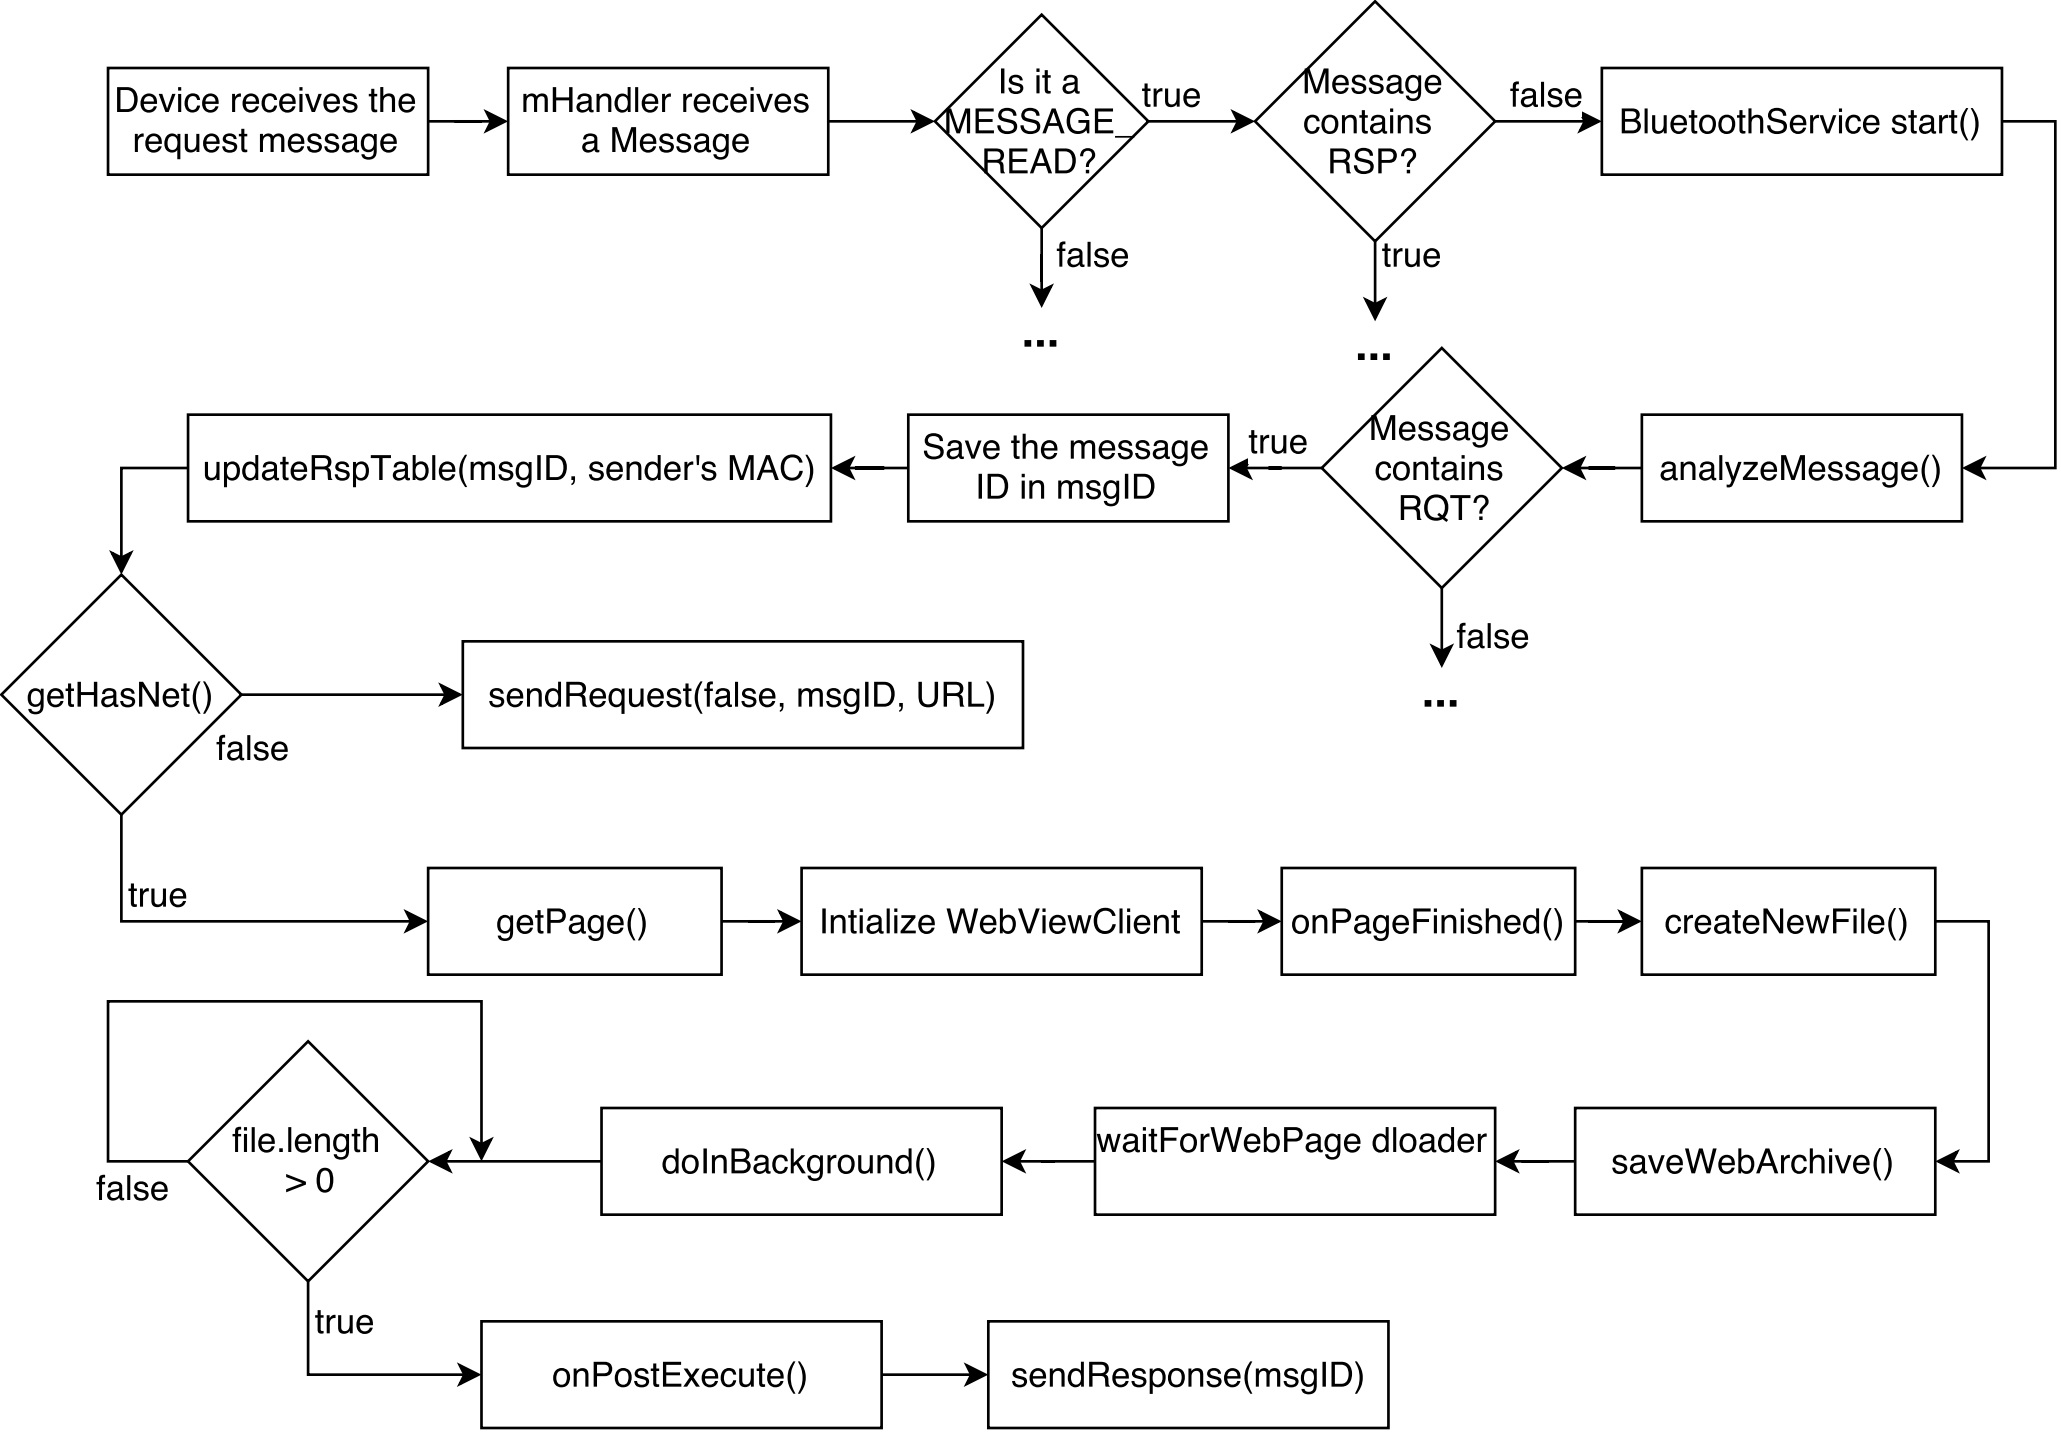 Device receives the
request message
mHandler receives
a Message
Is it a
MESSAGE_
READ?
true
false
...
Message
contains
RSP?
false
true
...
BluetoothService start()
analyzeMessage()
Message
contains
RQT?
true
false
...
Save the message
ID in msgID
updateRspTable(msgID, sender's MAC)
getHasNet()
false
sendRequest(false, msgID, URL)
true
getPage()
Intialize WebViewClient
onPageFinished()
createNewFile()
saveWebArchive()
waitForWebPage dloader
doInBackground()
file.length
> 0
false
true
onPostExecute()
sendResponse(msgID)